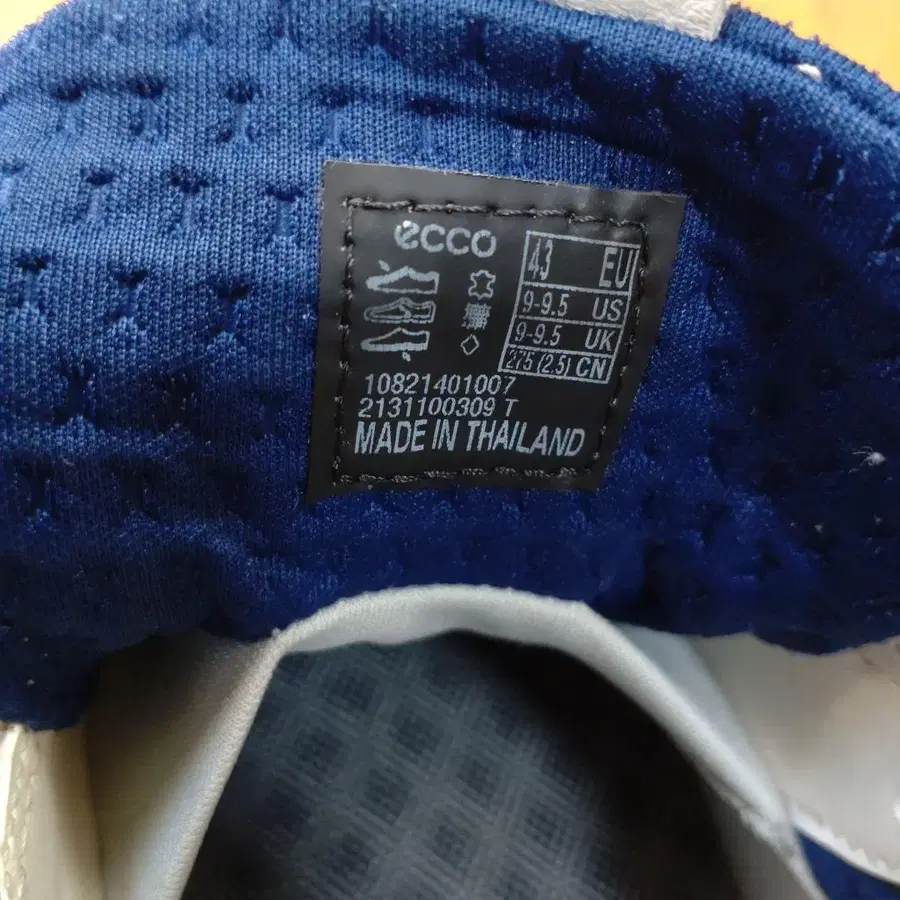 ecco
43 EU
9-9.5 US
9-9.5 UK
275 (2.5) CN
10821401007
2131100309 T
MADE IN THAILAND